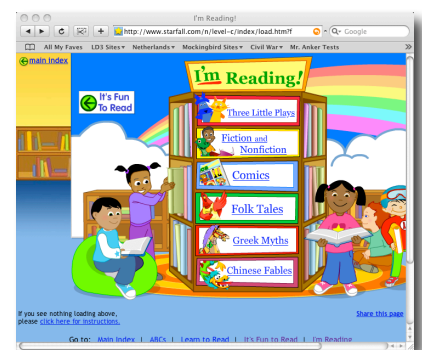 I'm Reading!
http://www.starfall.com/n/level-c/index/load.htm?f
Google
All My Faves LD3 Sites Netherlands Mockingbird Sites Civil War Mr. Anker Tests
main Index
I'm Reading!
It's Fun
To Read
Three Little Plays
Fiction and
Nonfiction
Comics
Folk Tales
Greek Myths
Chinese Fables
If you see nothing loading above,
please click here for instructions.
Share this page
Go to: Main Index | ABCs | Learn to Read | It's Fun to Read | I'm Reading